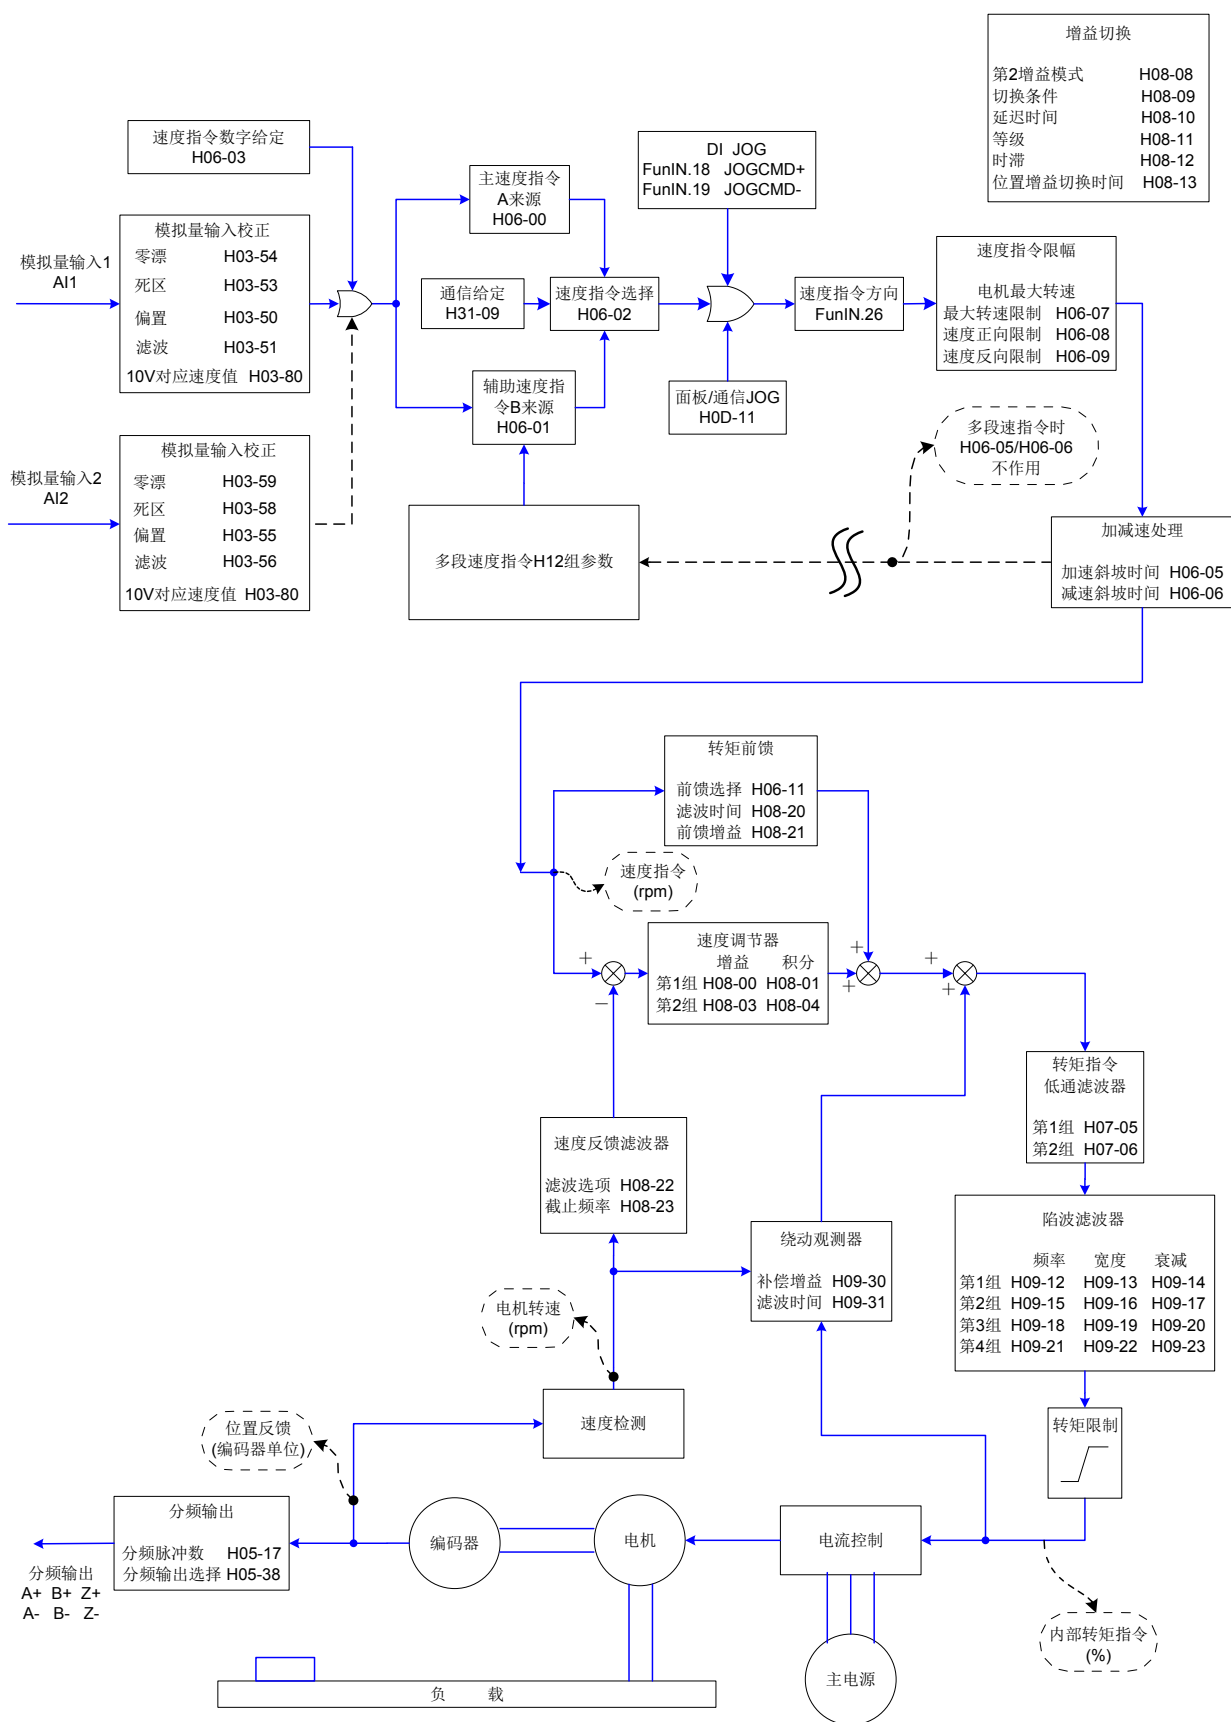 增益切换
第2增益模式 H08-08
切换条件 H08-09
延迟时间 H08-10
等级 H08-11
时滞 H08-12
位置增益切换时间 H08-13
速度指令数字给定
H06-03
主速度指令
A来源
H06-00
DI JOG
FunIN.18 JOGCMD+
FunIN.19 JOGCMD-
模拟量输入1
AI1
模拟量输入校正
零漂 H03-54
死区 H03-53
偏置 H03-50
滤波 H03-51
10V对应速度值 H03-80
通信给定
H31-09
速度指令选择
H06-02
速度指令方向
FunIN.26
速度指令限幅
电机最大转速
最大转速限制 H06-07
速度正向限制 H06-08
速度反向限制 H06-09
辅助速度指
令B来源
H06-01
面板/通信JOG
H0D-11
模拟量输入2
AI2
模拟量输入校正
零漂 H03-59
死区 H03-58
偏置 H03-55
滤波 H03-56
10V对应速度值 H03-80
多段速指令时
H06-05/H06-06
不作用
多段速度指令H12组参数
加减速处理
加速斜坡时间 H06-05
减速斜坡时间 H06-06
转矩前馈
前馈选择 H06-11
滤波时间 H08-20
前馈增益 H08-21
速度指令
(rpm)
速度调节器
增益 积分
第1组 H08-00 H08-01
第2组 H08-03 H08-04
+
−
+
+
+
+
转矩指令
低通滤波器
第1组 H07-05
第2组 H07-06
速度反馈滤波器
滤波选项 H08-22
截止频率 H08-23
绕动观测器
补偿增益 H09-30
滤波时间 H09-31
陷波滤波器
频率 宽度 衰减
第1组 H09-12 H09-13 H09-14
第2组 H09-15 H09-16 H09-17
第3组 H09-18 H09-19 H09-20
第4组 H09-21 H09-22 H09-23
电机转速
(rpm)
速度检测
转矩限制
位置反馈
(编码器单位)
分频输出
分频脉冲数 H05-17
分频输出选择 H05-38
编码器
电机
电流控制
分频输出
A+ B+ Z+
A- B- Z-
内部转矩指令
(%)
主电源
负 载